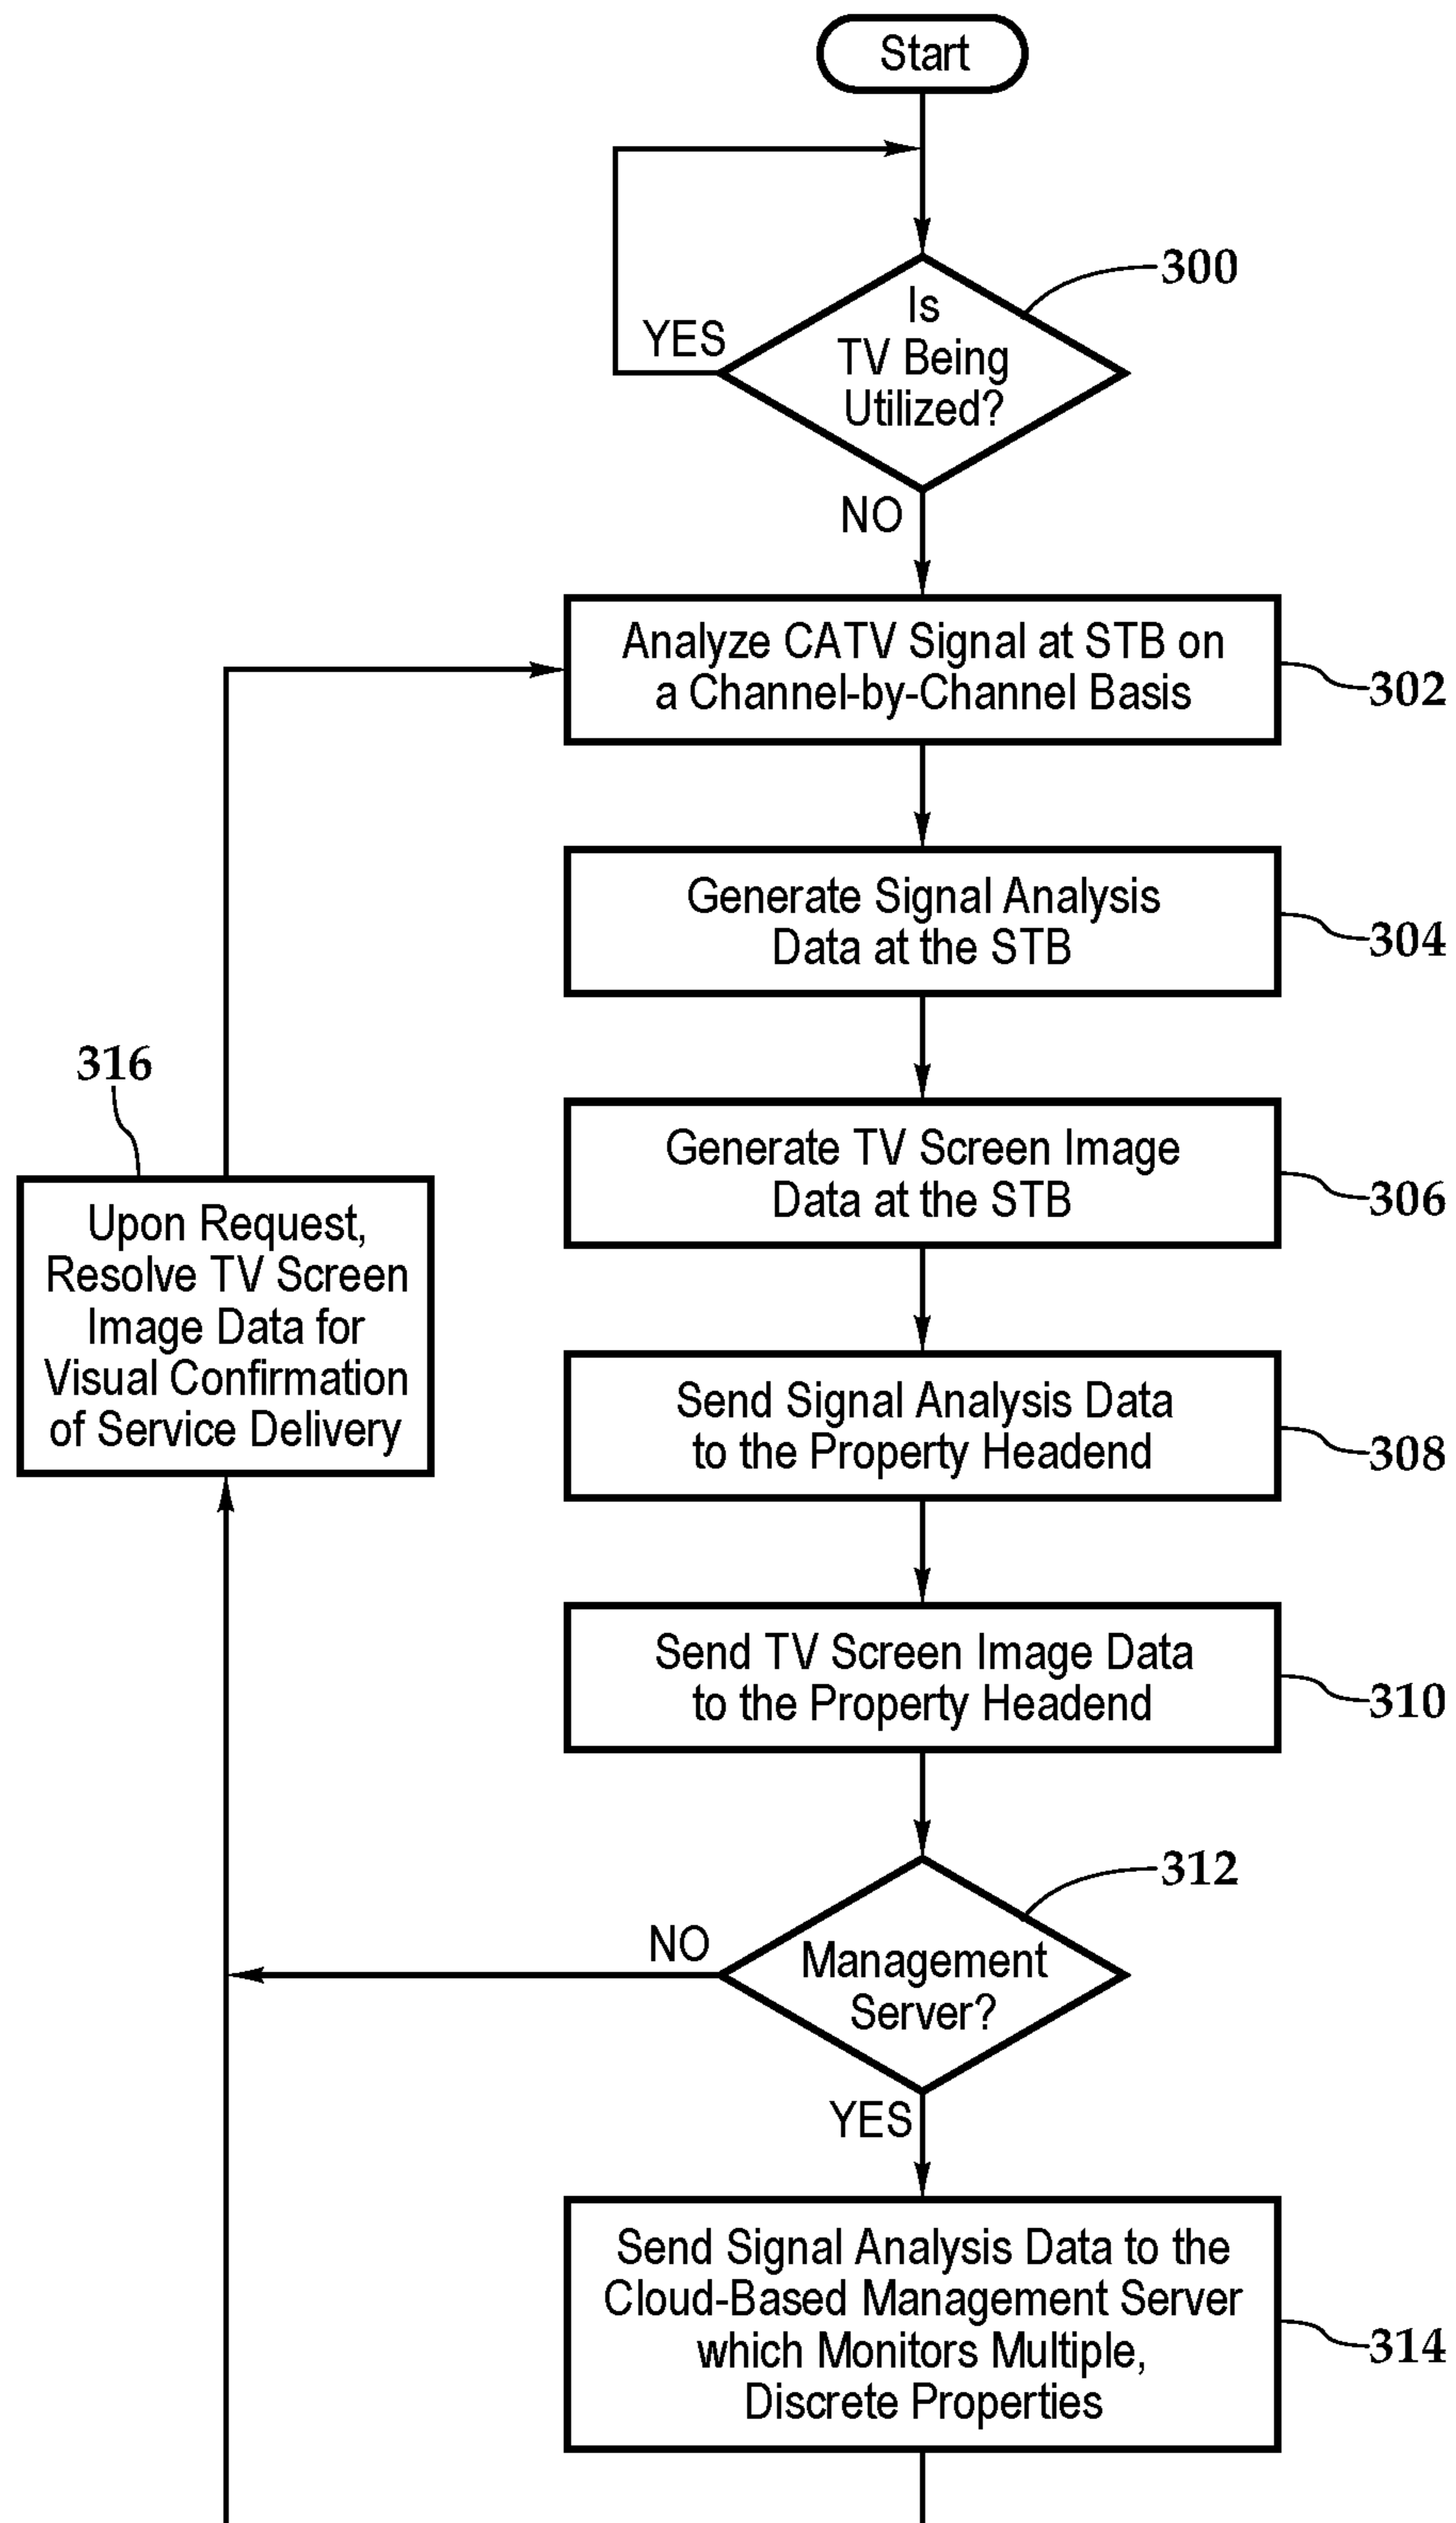 Start
300
Is
TV Being
Utilized?
YES
NO
Analyze CATV Signal at STB on
a Channel-by-Channel Basis
302
Generate Signal Analysis
Data at the STB
304
316
Generate TV Screen Image
Data at the STB
306
Upon Request,
Resolve TV Screen
Image Data for
Visual Confirmation
of Service Delivery
Send Signal Analysis Data
to the Property Headend
308
Send TV Screen Image Data
to the Property Headend
310
312
NO
Management
Server?
YES
Send Signal Analysis Data to the
Cloud-Based Management Server
which Monitors Multiple,
Discrete Properties
314